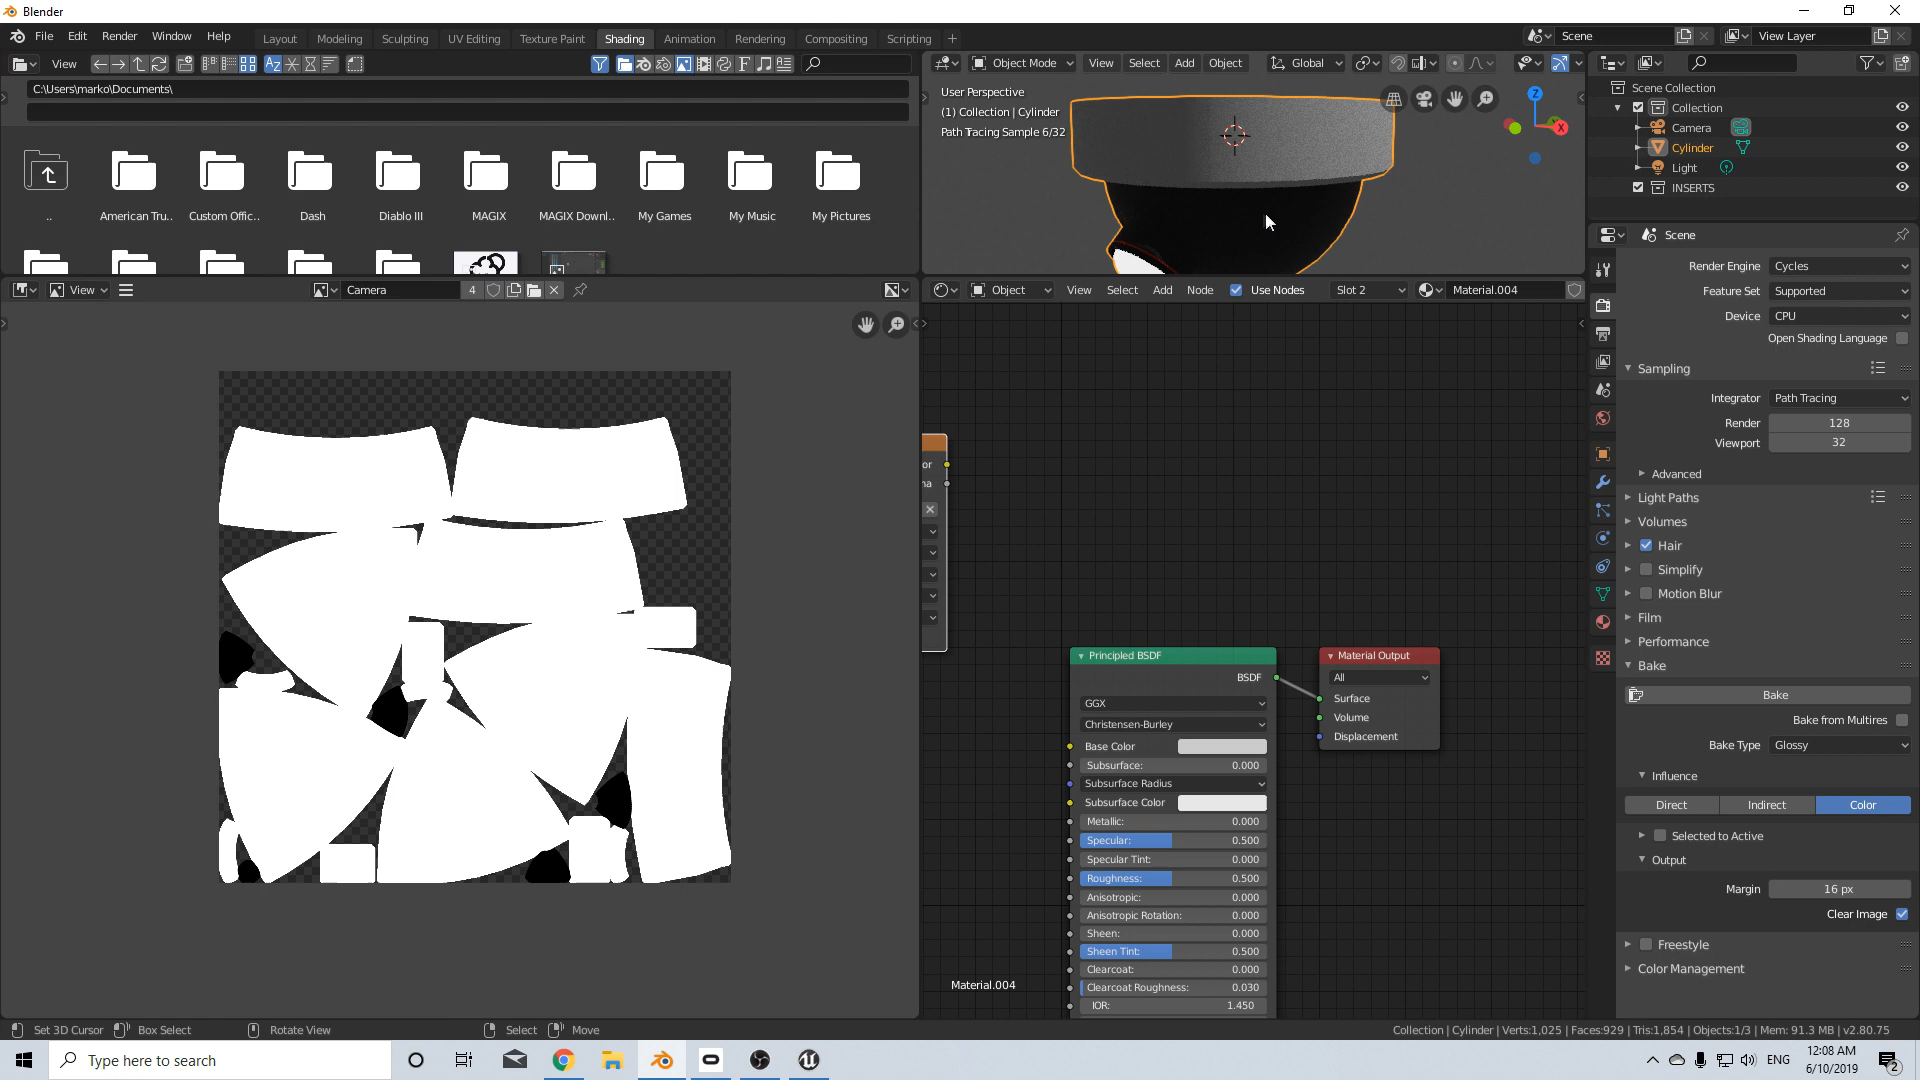 Blender
File Edit Render Window Help
Layout Modeling Sculpting UV Editing Texture Paint Shading Animation Rendering Compositing Scripting +
Scene
View Layer
View
C:\Users\marko\Documents\
..
American Tru..
Custom Offic..
Dash
Diablo III
MAGIX
MAGIX Downl..
My Games
My Music
My Pictures
Object Mode View Select Add Object Global
User Perspective
(1) Collection | Cylinder
Path Tracing Sample 6/32
Z
X
Scene Collection
Collection
Camera
Cylinder
Light
INSERTS
View
Camera
4
Object View Select Add Node Use Nodes Slot 2 Material.004
or
na
Principled BSDF
BSDF
GGX
Christensen-Burley
Base Color
Subsurface: 0.000
Subsurface Radius
Subsurface Color
Metallic: 0.000
Specular: 0.500
Specular Tint: 0.000
Roughness: 0.500
Anisotropic: 0.000
Anisotropic Rotation: 0.000
Sheen: 0.000
Sheen Tint: 0.500
Clearcoat: 0.000
Clearcoat Roughness: 0.030
IOR: 1.450
Material Output
All
Surface
Volume
Displacement
Material.004
Scene
Render Engine Cycles
Feature Set Supported
Device CPU
Open Shading Language
Sampling
Integrator Path Tracing
Render 128
Viewport 32
Advanced
Light Paths
Volumes
Hair
Simplify
Motion Blur
Film
Performance
Bake
Bake
Bake from Multires
Bake Type Glossy
Influence
Direct Indirect Color
Selected to Active
Output
Margin 16 px
Clear Image
Freestyle
Color Management
Set 3D Cursor Box Select Rotate View Select Move
Collection | Cylinder | Verts:1,025 | Faces:929 | Tris:1,854 | Objects:1/3 | Mem: 91.3 MB | v2.80.75
Type here to search
ENG
12:08 AM
6/10/2019
2